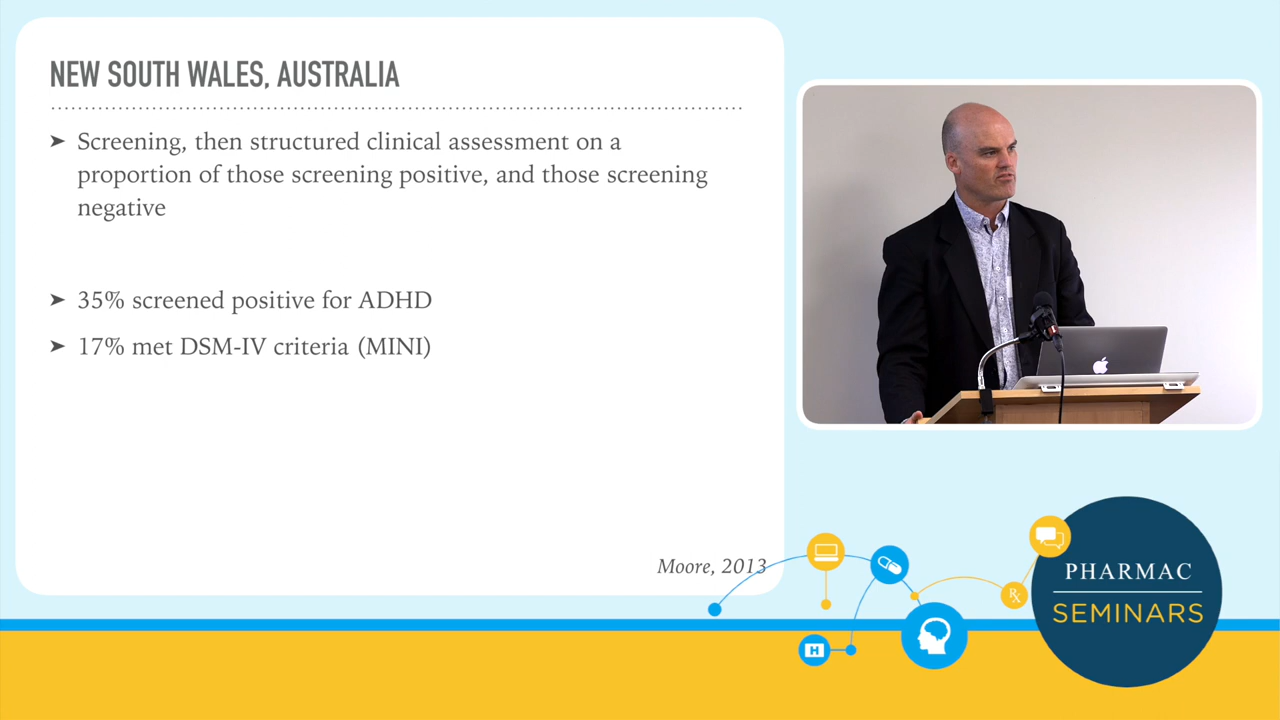 NEW SOUTH WALES, AUSTRALIA
➤ Screening, then structured clinical assessment on a
proportion of those screening positive, and those screening
negative
➤ 35% screened positive for ADHD
➤ 17% met DSM-IV criteria (MINI)
Moore, 2013
Rx
H
PHARMAC
SEMINARS